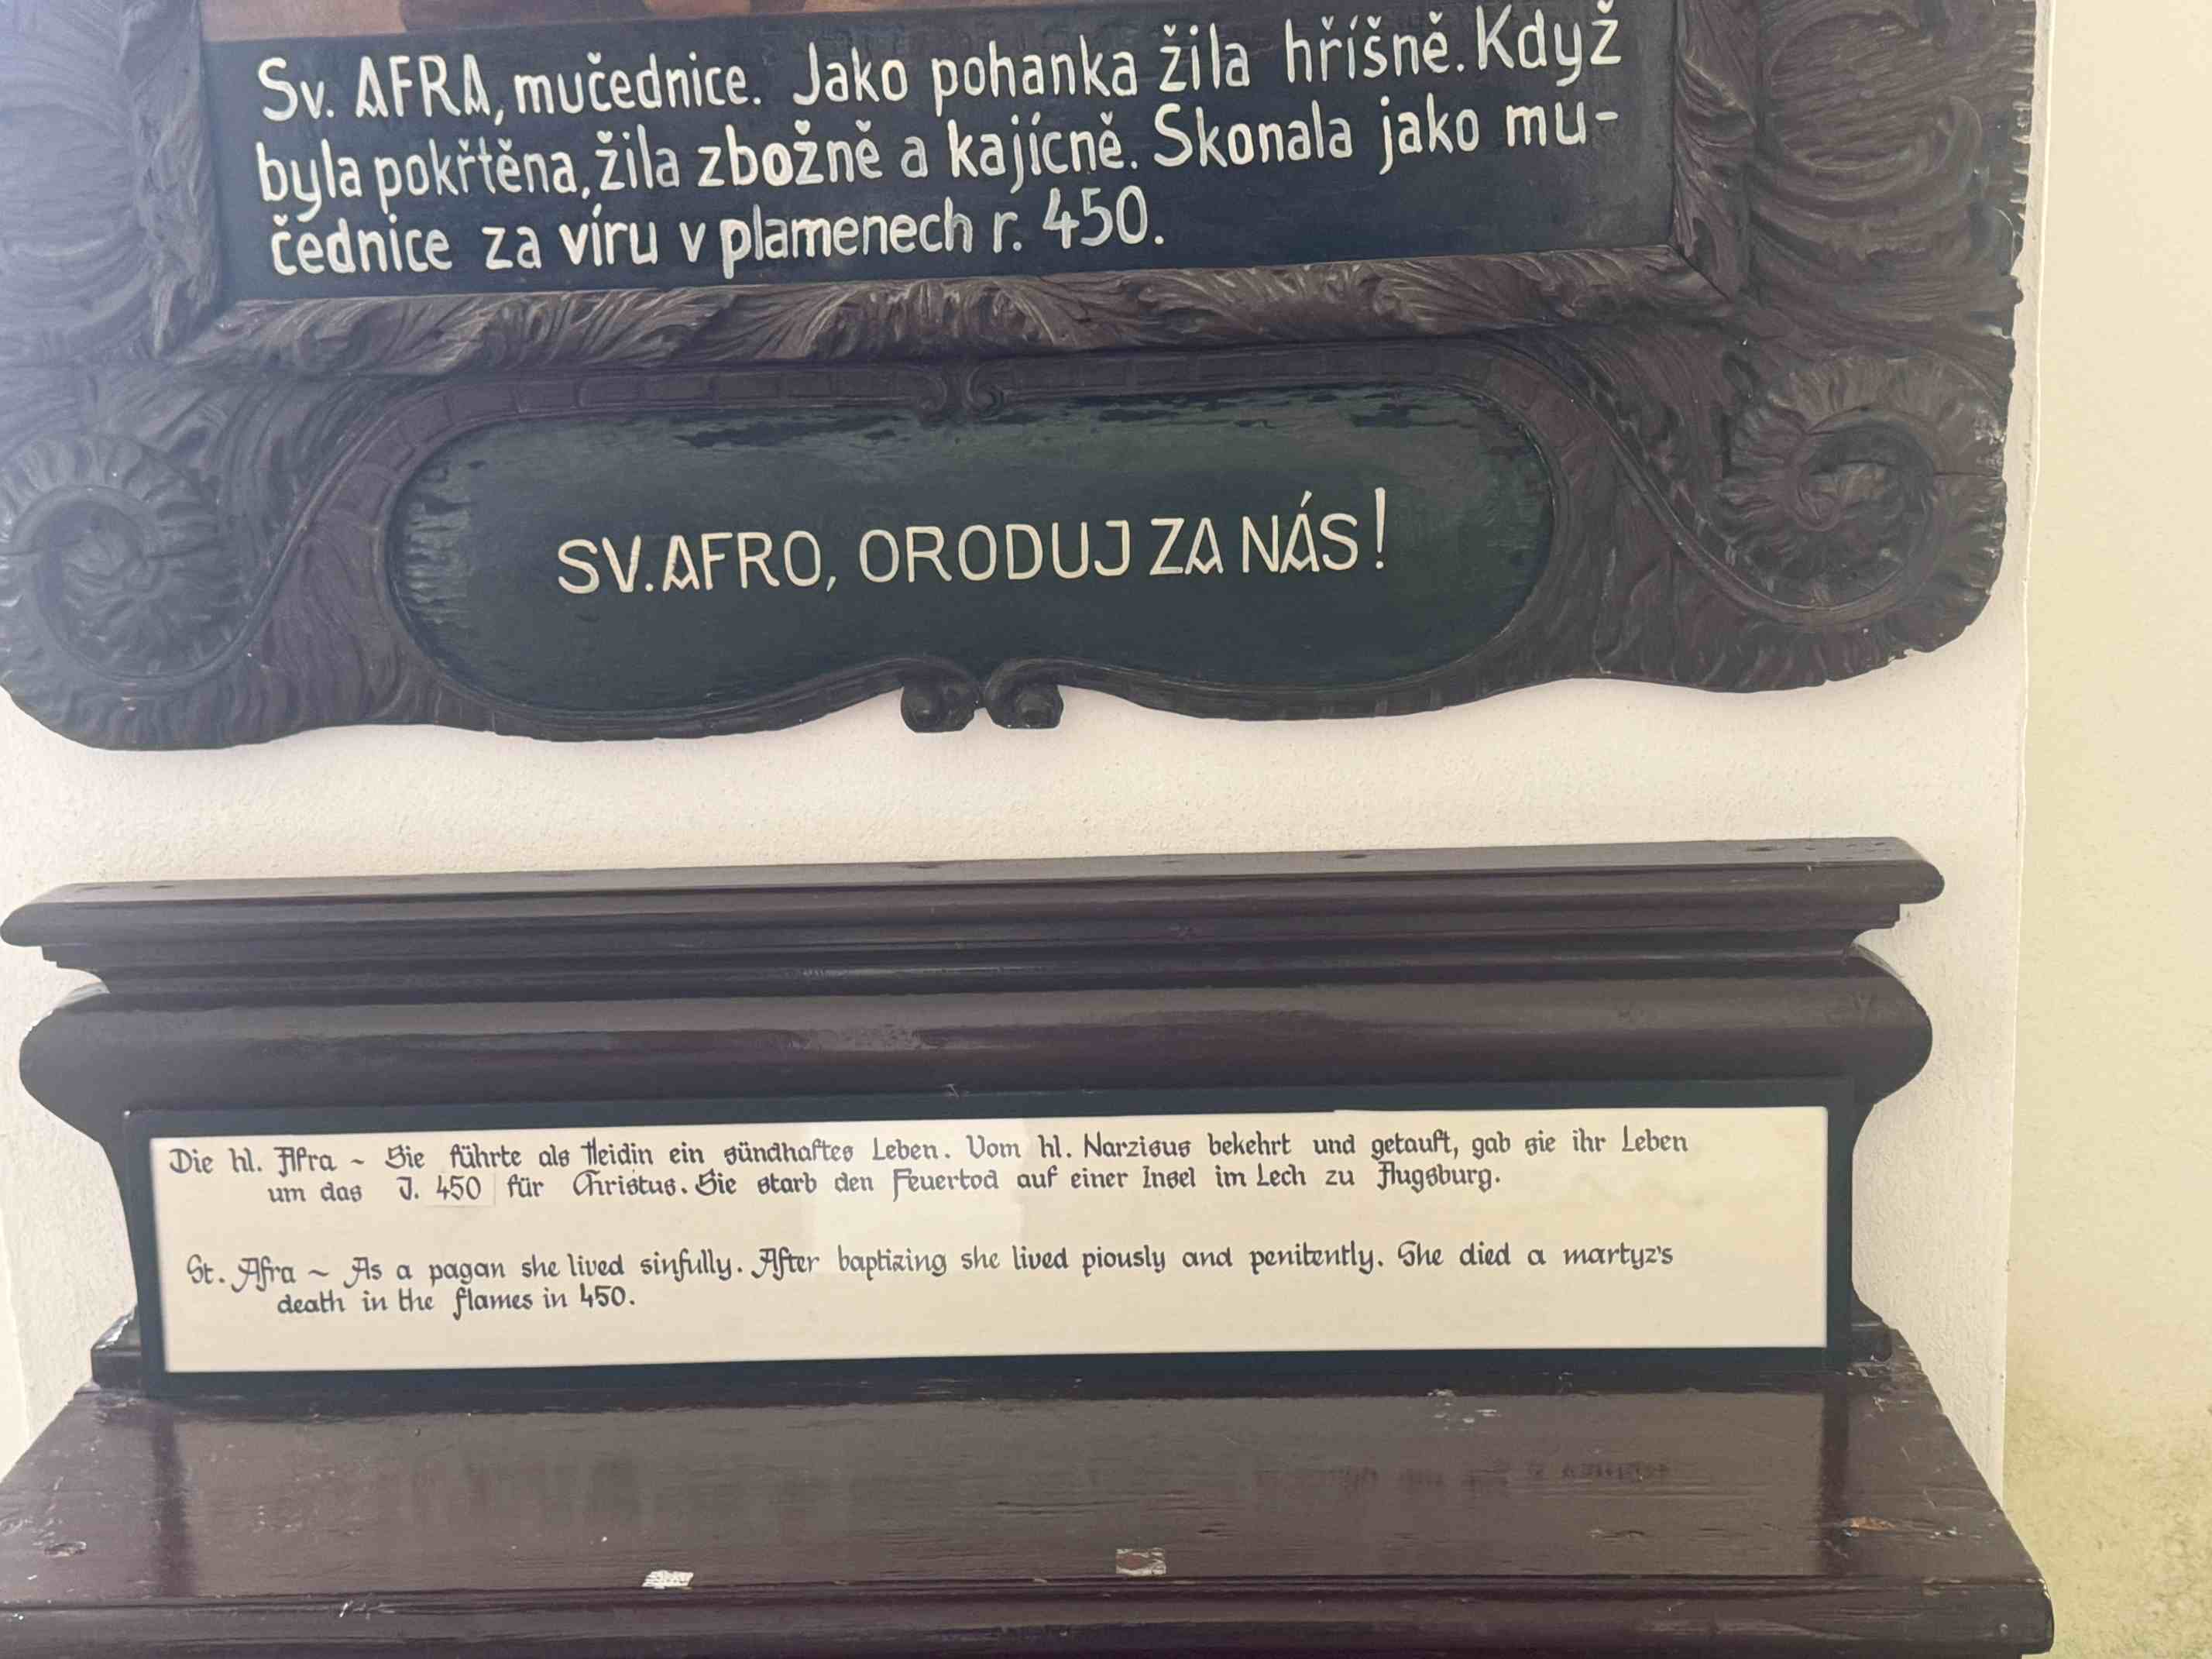 Sv. AFRA, mučednice. Jako pohanka žila hříšně. Když
byla pokřtěna, žila zbožně a kajícně. Skonala jako mu-
čednice za víru v plamenech r. 450.
SV. AFRO, ORODUJ ZA NÁS!
Die hl. Afra ~ Sie führte als Heidin ein sündhaftes Leben. Vom hl. Narzisus bekehrt und getauft, gab sie ihr Leben
um das J. 450 für Christus. Sie starb den Feuertod auf einer Insel im Lech zu Augsburg.
St. Afra ~ As a pagan she lived sinfully. After baptizing she lived piously and penitently. She died a martyz's
death in the flames in 450.